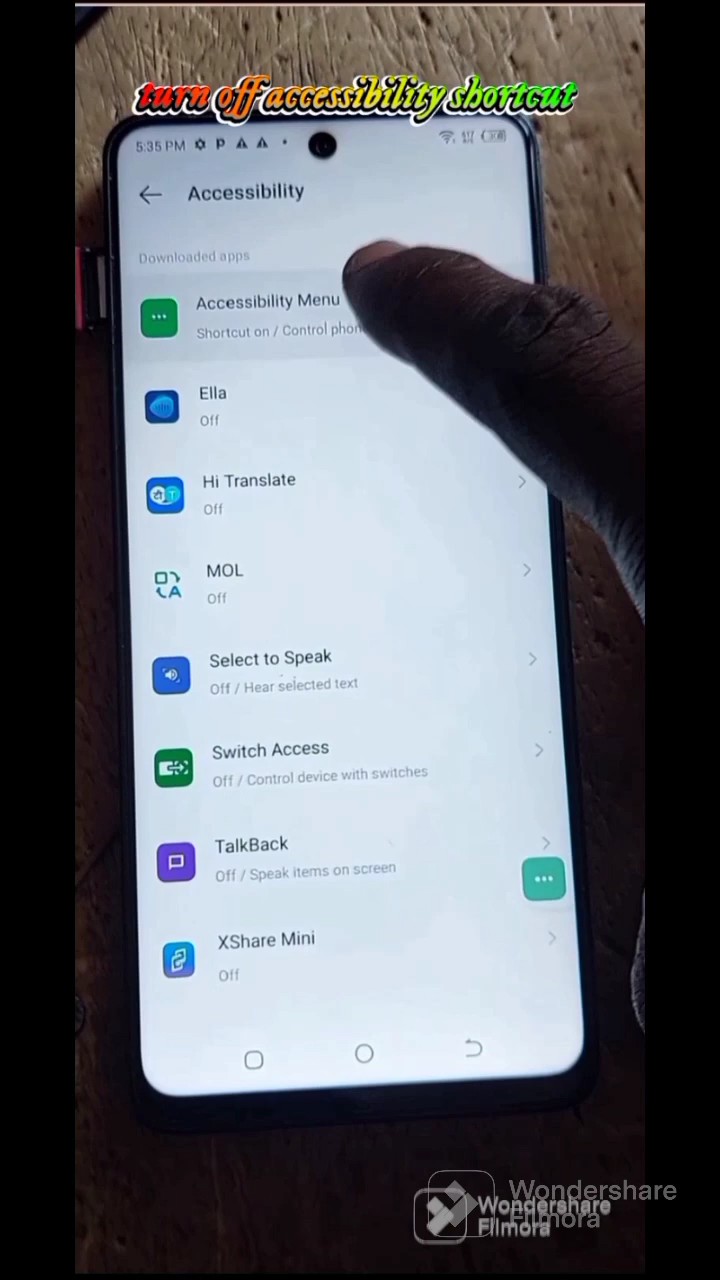 turn off accessibility shortcut
5:35 PM
Accessibility
Downloaded apps
Accessibility Menu
Shortcut on / Control phon
Ella
Off
Hi Translate
Off
MOL
Off
Select to Speak
Off / Hear selected text
Switch Access
Off / Control device with switches
TalkBack
Off / Speak items on screen
XShare Mini
Off
Wondershare
Filmora
Wondershare
Filmora